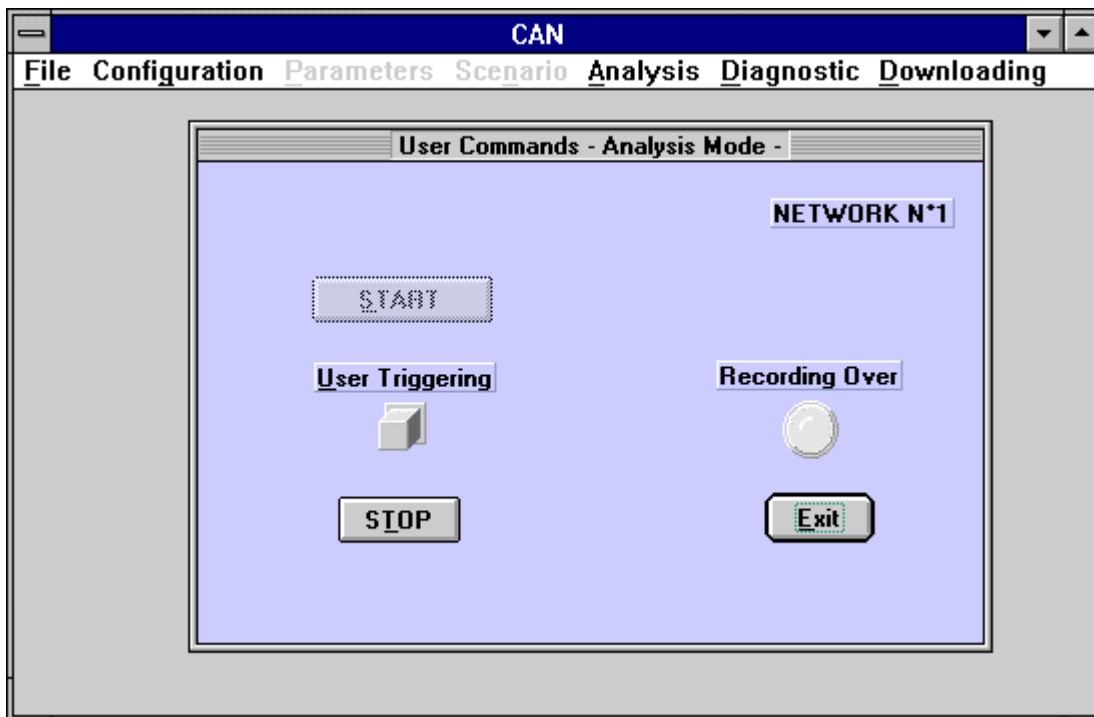 CAN
File Configuration Parameters Scenario Analysis Diagnostic Downloading
User Commands - Analysis Mode -
NETWORK N°1
START
User Triggering
Recording Over
STOP
Exit